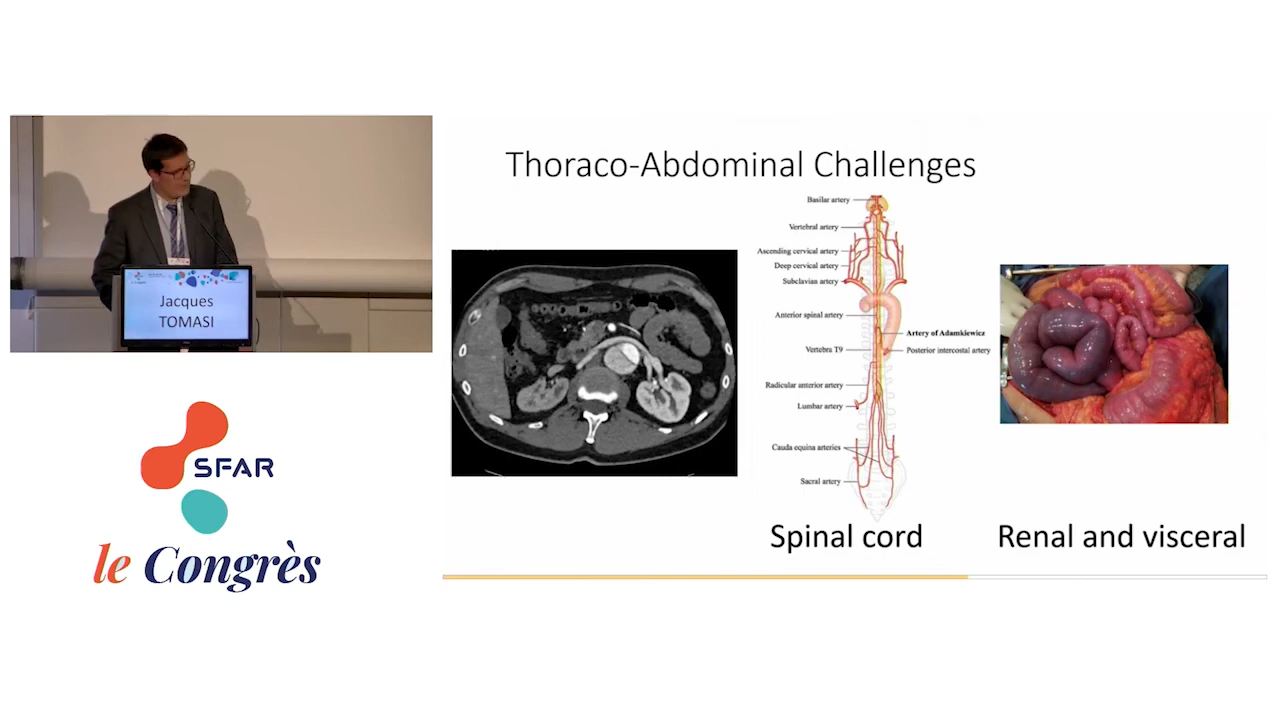 Thoraco-Abdominal Challenges
Basilar artery
Vertebral artery
Ascending cervical artery
Deep cervical artery
Subclavian artery
Anterior spinal artery
Artery of Adamkiewicz
Vertebra T9
Posterior intercostal artery
Radicular anterior artery
Lumbar artery
Cauda equina arteries
Sacral artery
Spinal cord
Renal and visceral
Jacques
TOMASI
SFAR
le Congrès